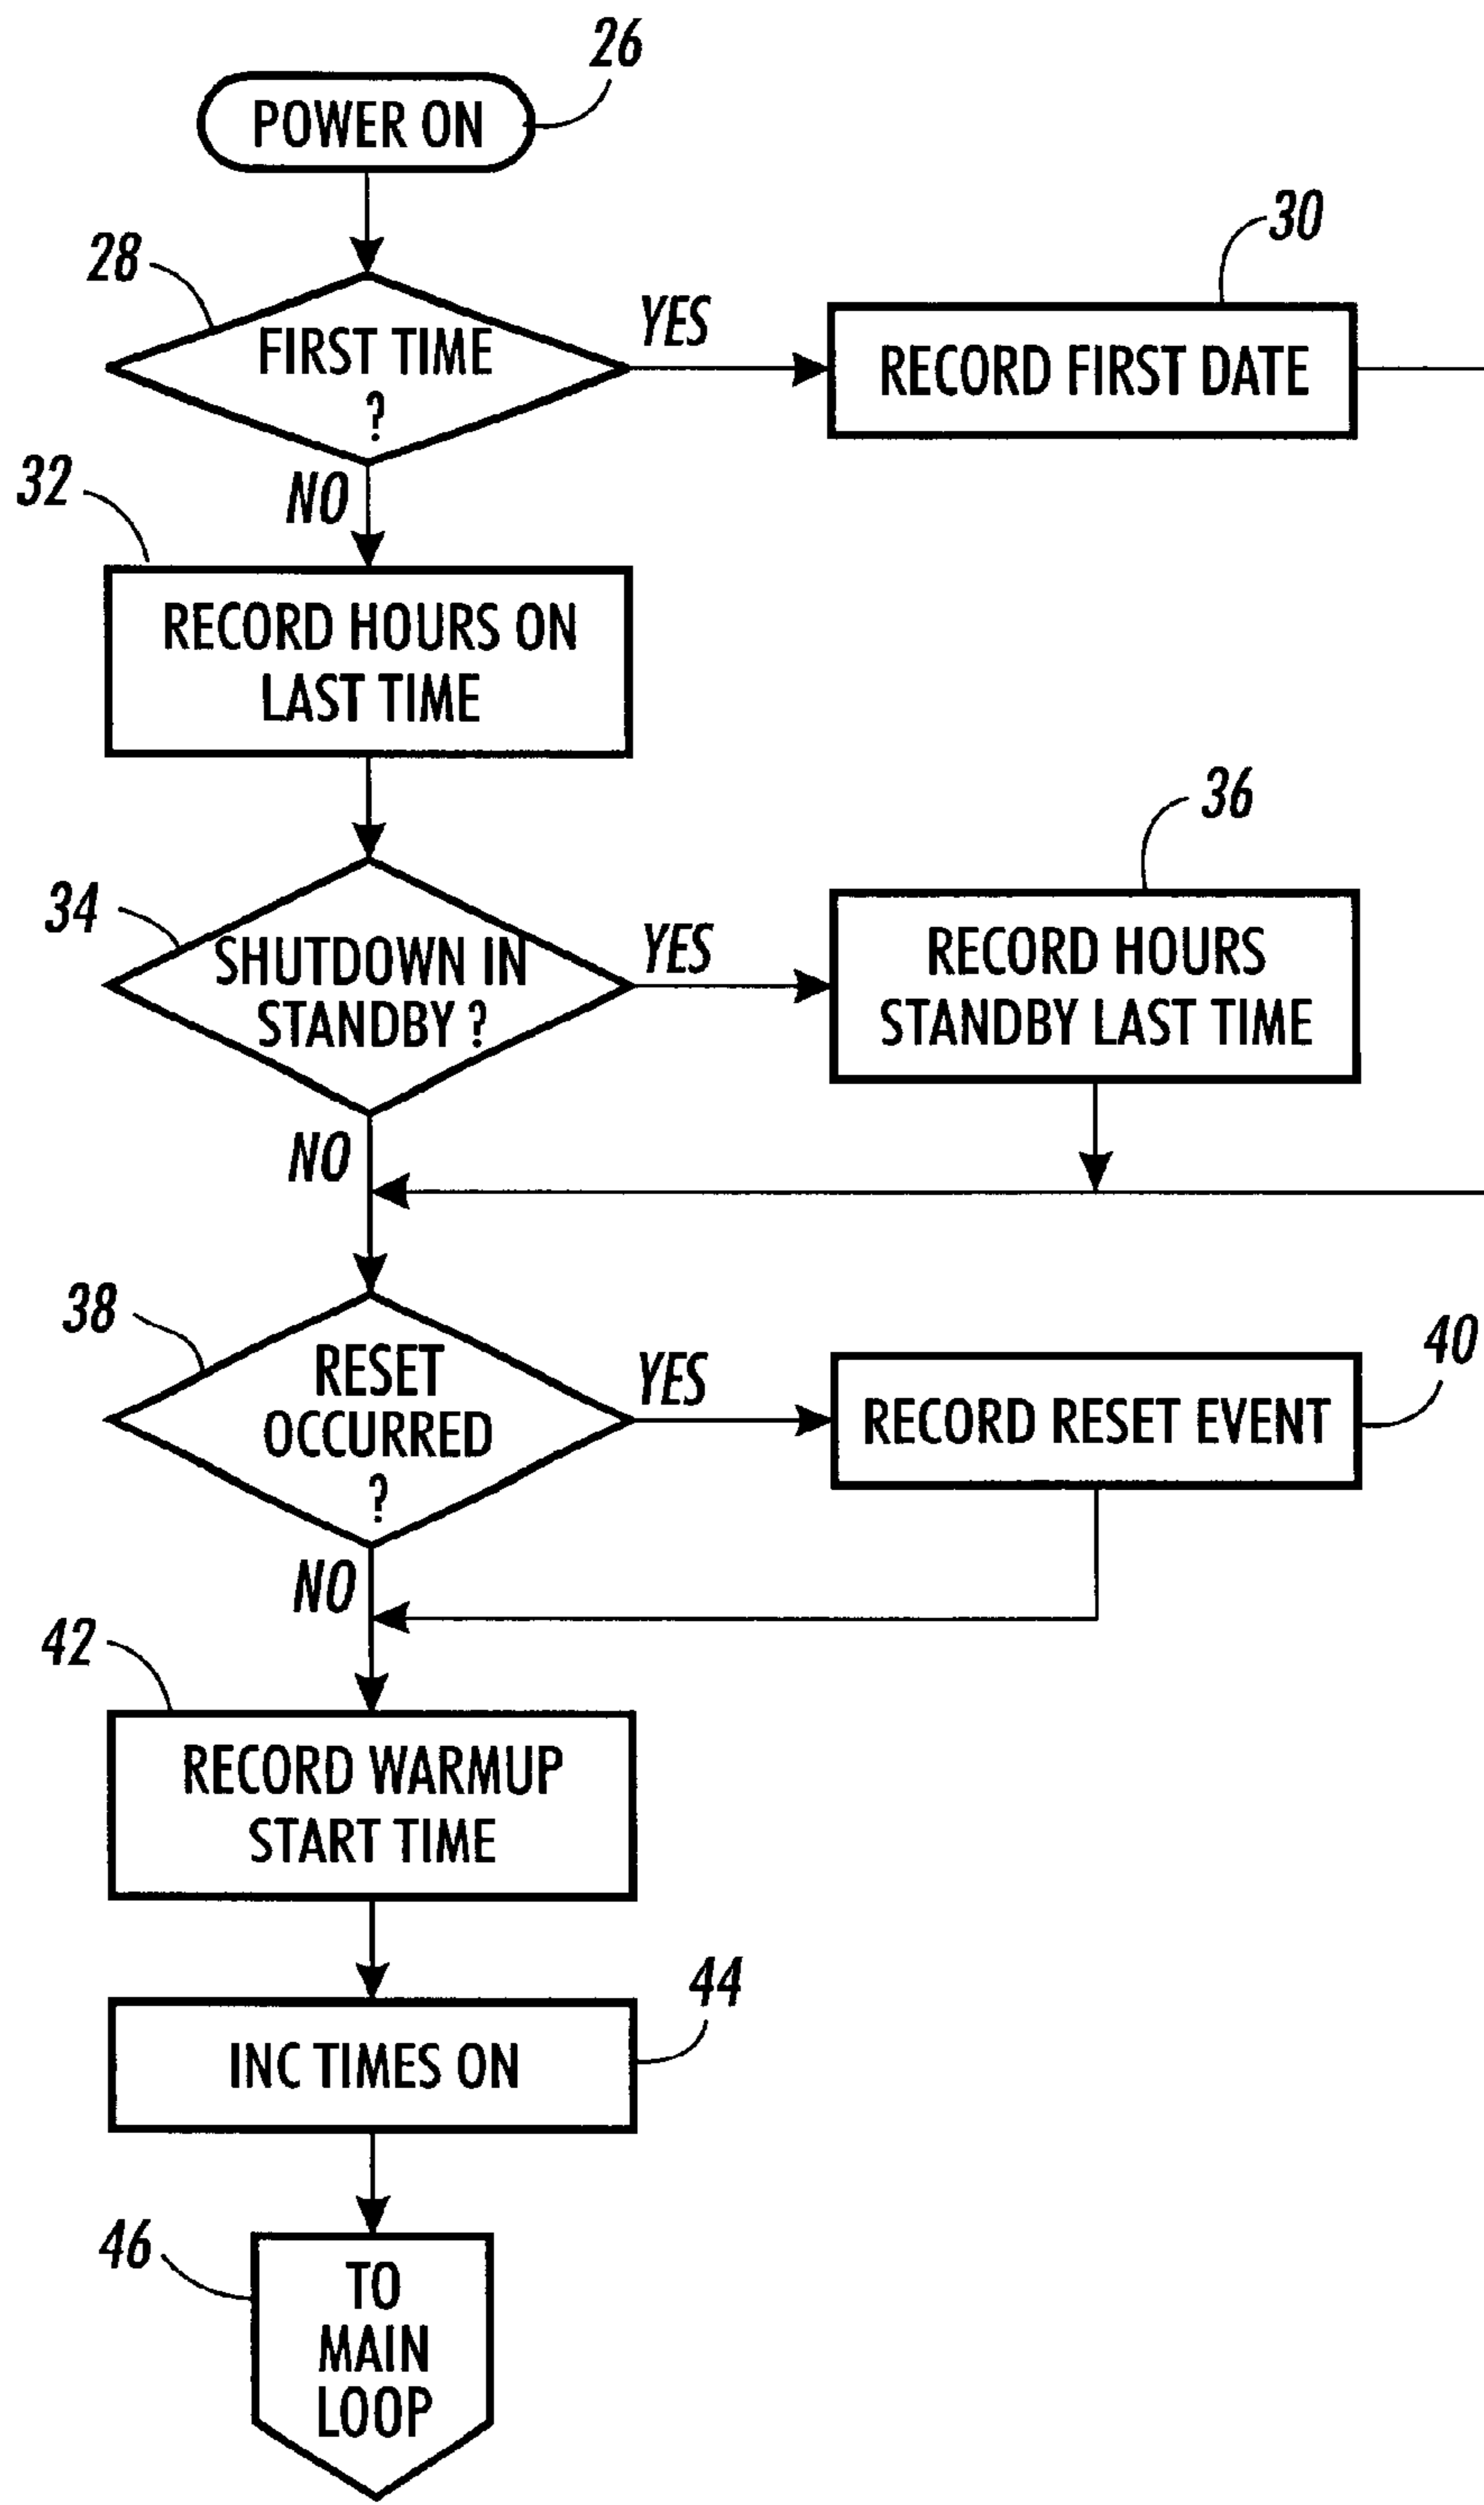 26
POWER ON
28
FIRST TIME
?
YES
30
RECORD FIRST DATE
NO
32
RECORD HOURS ON
LAST TIME
34
SHUTDOWN IN
STANDBY ?
YES
36
RECORD HOURS
STANDBY LAST TIME
NO
38
RESET
OCCURRED
?
YES
40
RECORD RESET EVENT
NO
42
RECORD WARMUP
START TIME
44
INC TIMES ON
46
TO
MAIN
LOOP